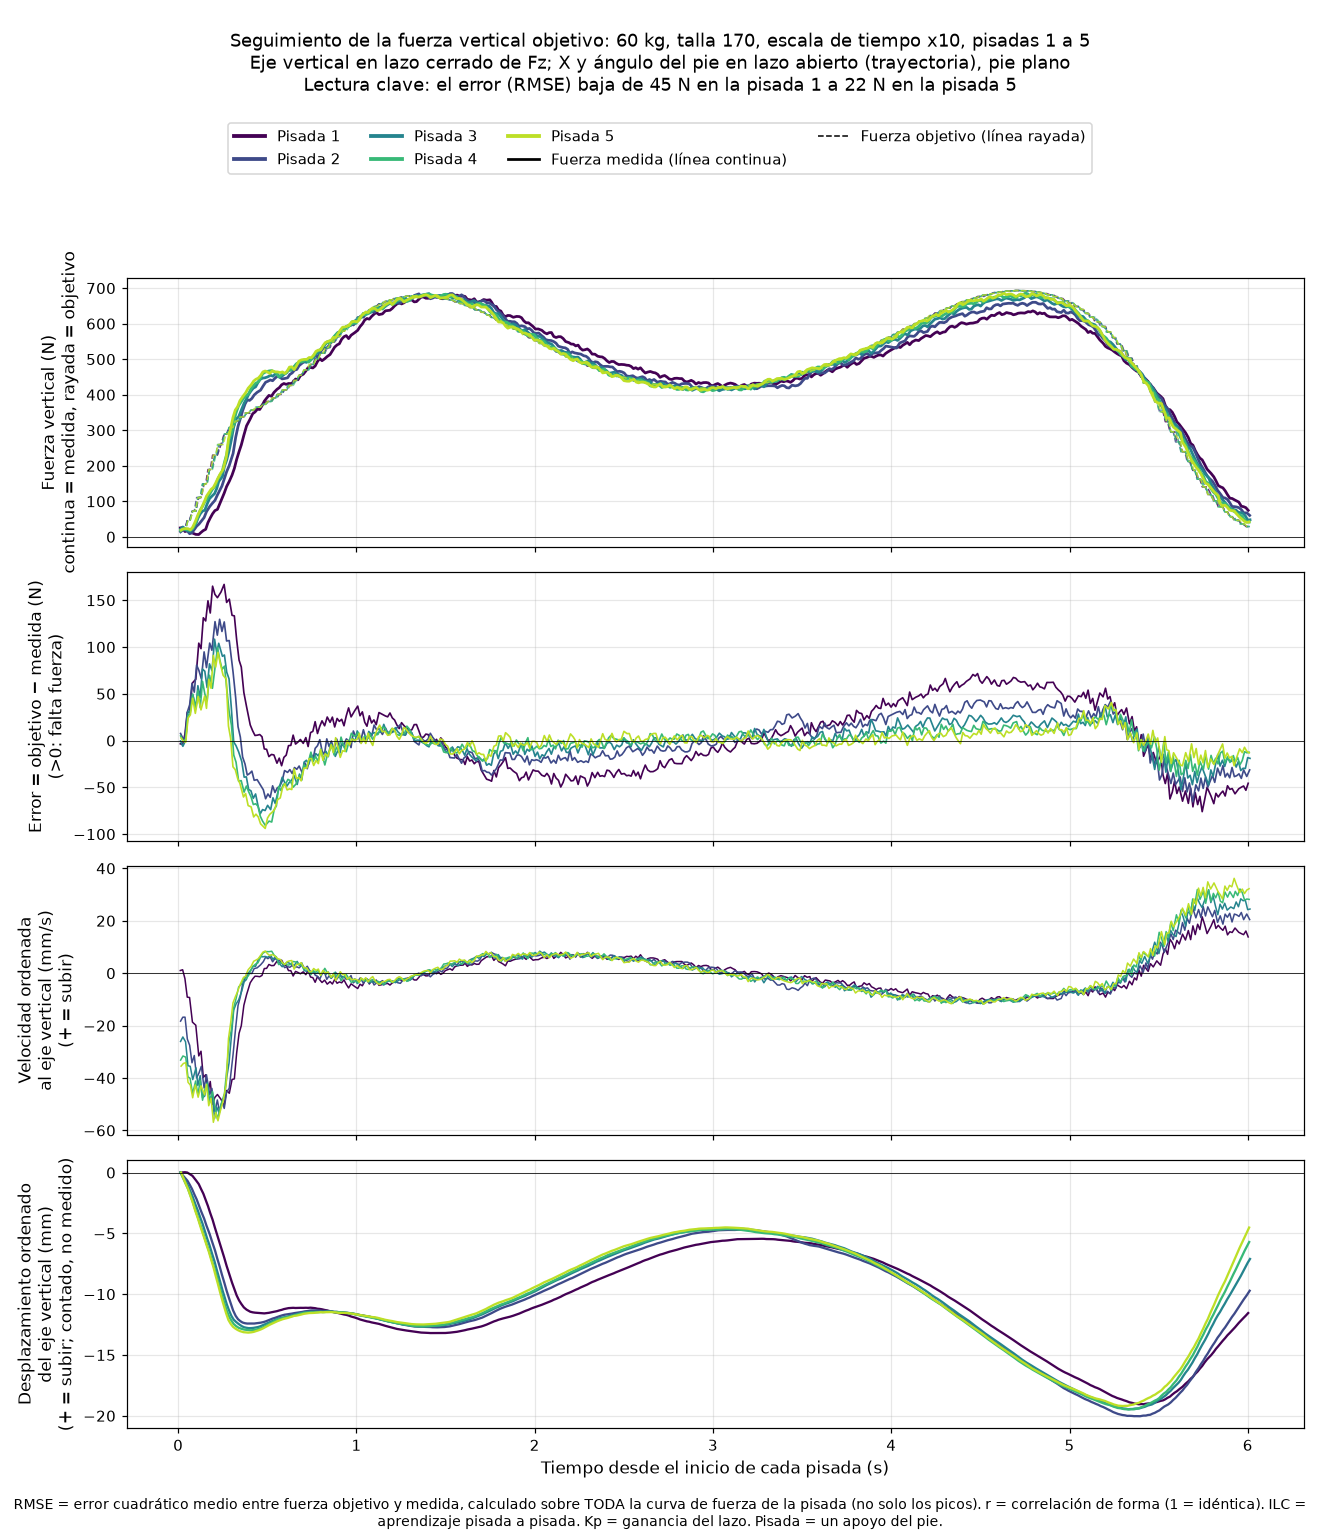 Seguimiento de la fuerza vertical objetivo: 60 kg, talla 170, escala de tiempo x10, pisadas 1 a 5
Eje vertical en lazo cerrado de Fz; X y ángulo del pie en lazo abierto (trayectoria), pie plano
Lectura clave: el error (RMSE) baja de 45 N en la pisada 1 a 22 N en la pisada 5
Pisada 1
Pisada 2
Pisada 3
Pisada 4
Pisada 5
Fuerza medida (línea continua)
Fuerza objetivo (línea rayada)
Fuerza vertical (N)
continua = medida, rayada = objetivo
700
600
500
400
300
200
100
0
Error = objetivo − medida (N)
(>0: falta fuerza)
150
100
50
0
−50
−100
Velocidad ordenada
al eje vertical (mm/s)
(+ = subir)
40
20
0
−20
−40
−60
Desplazamiento ordenado
del eje vertical (mm)
(+ = subir; contado, no medido)
0
−5
−10
−15
−20
0 1 2 3 4 5 6
Tiempo desde el inicio de cada pisada (s)
RMSE = error cuadrático medio entre fuerza objetivo y medida, calculado sobre TODA la curva de fuerza de la pisada (no solo los picos). r = correlación de forma (1 = idéntica). ILC =
aprendizaje pisada a pisada. Kp = ganancia del lazo. Pisada = un apoyo del pie.